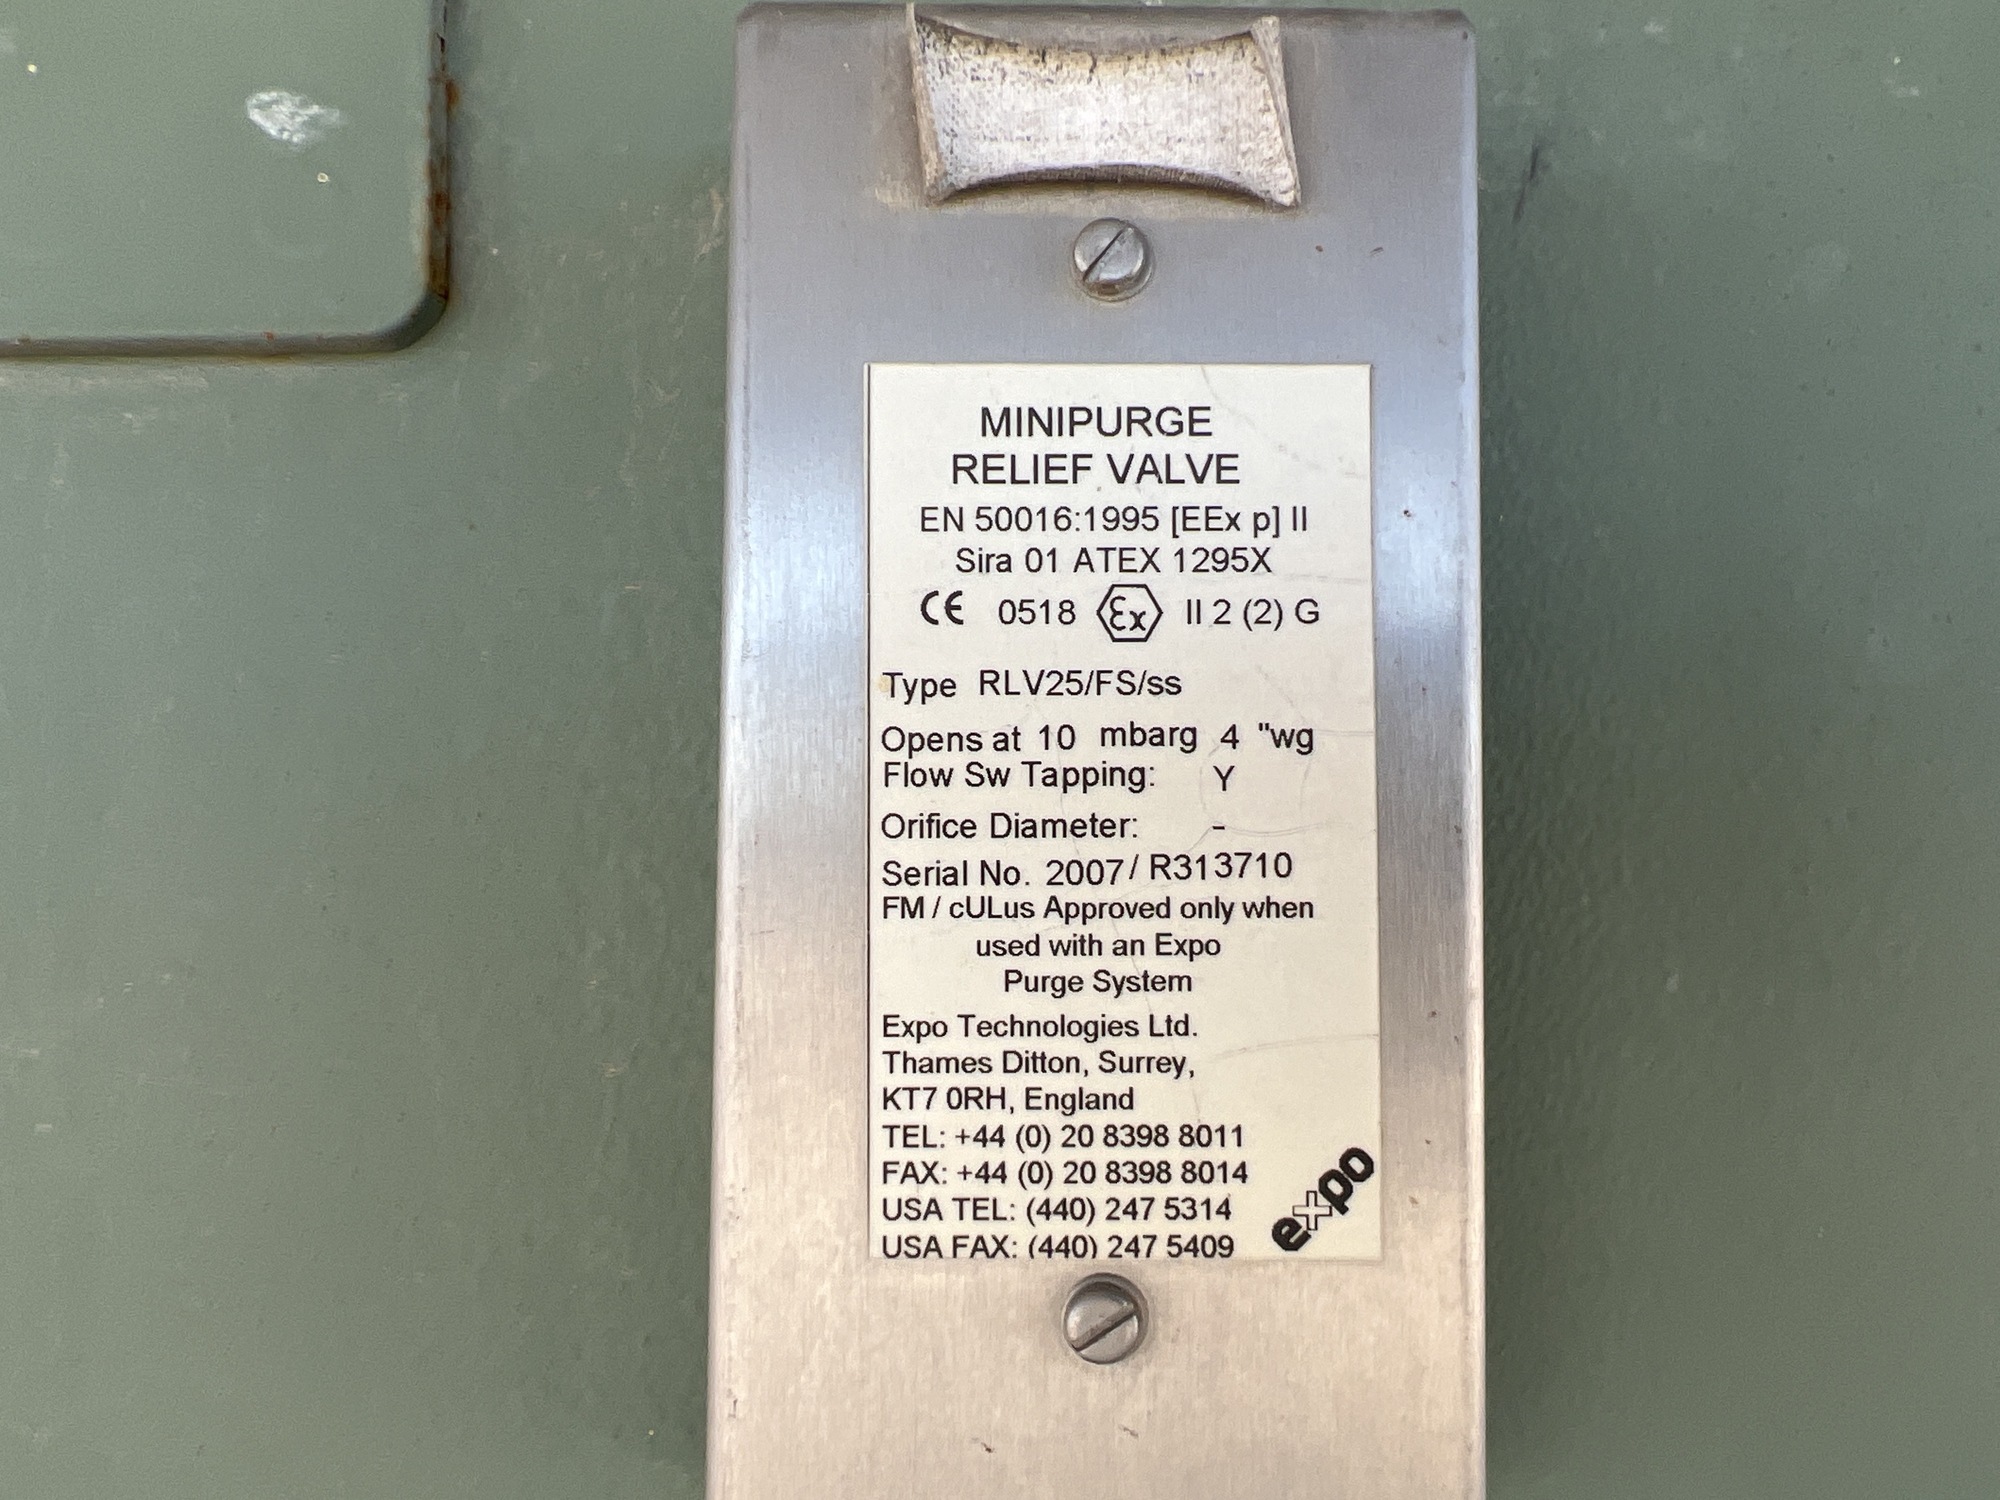 MINIPURGE
RELIEF VALVE
EN 50016:1995 [EEx p] II
Sira 01 ATEX 1295X
CE 0518 Ex II 2 (2) G
Type RLV25/FS/ss
Opens at 10 mbarg 4 "wg
Flow Sw Tapping: Y
Orifice Diameter: -
Serial No. 2007/ R313710
FM / cULus Approved only when
used with an Expo
Purge System
Expo Technologies Ltd.
Thames Ditton, Surrey,
KT7 0RH, England
TEL: +44 (0) 20 8398 8011
FAX: +44 (0) 20 8398 8014
USA TEL: (440) 247 5314
USA FAX: (440) 247 5409
expo